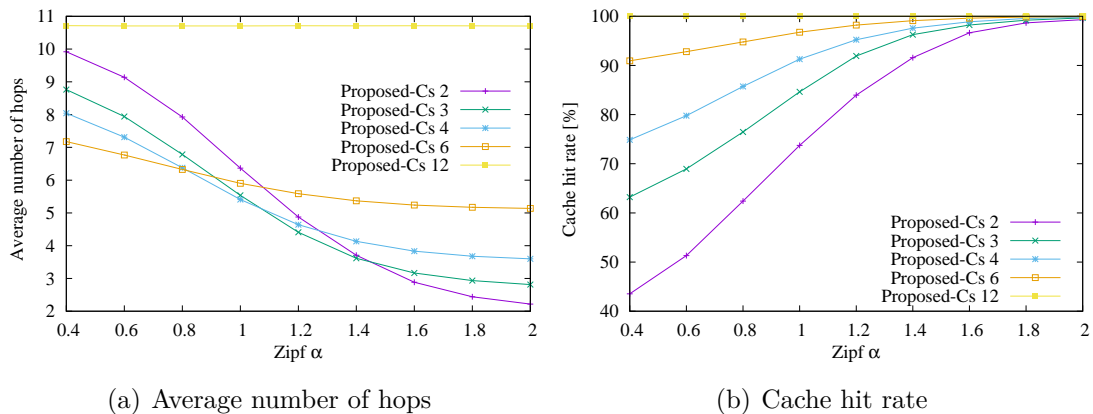 11
10
9
8
7
6
5
4
3
2
Average number of hops
Proposed-Cs 2
Proposed-Cs 3
Proposed-Cs 4
Proposed-Cs 6
Proposed-Cs 12
0.4 0.6 0.8 1 1.2 1.4 1.6 1.8 2
Zipf α
(a) Average number of hops
100
90
80
70
60
50
40
Cache hit rate [%]
Proposed-Cs 2
Proposed-Cs 3
Proposed-Cs 4
Proposed-Cs 6
Proposed-Cs 12
0.4 0.6 0.8 1 1.2 1.4 1.6 1.8 2
Zipf α
(b) Cache hit rate